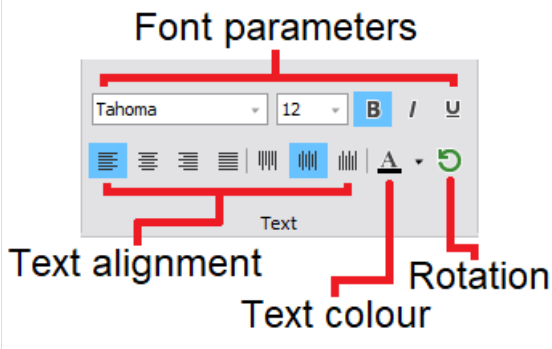 Font parameters
Tahoma 12 B I U
A
Text
Text alignment
Rotation
Text colour